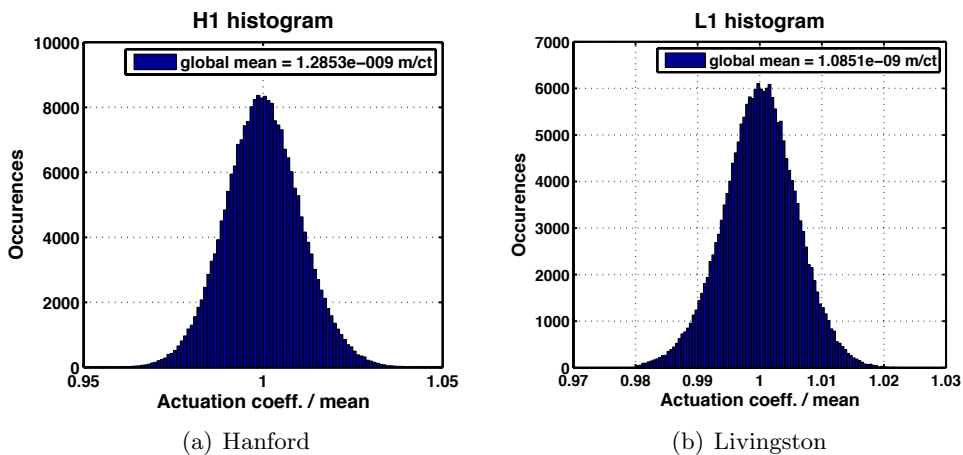 H1 histogram
global mean = 1.2853e−009 m/ct
Occurences
10000
8000
6000
4000
2000
0
0.95
1
1.05
Actuation coeff. / mean
(a) Hanford
L1 histogram
global mean = 1.0851e−09 m/ct
Occurences
7000
6000
5000
4000
3000
2000
1000
0
0.97
0.98
0.99
1
1.01
1.02
1.03
Actuation coeff. / mean
(b) Livingston